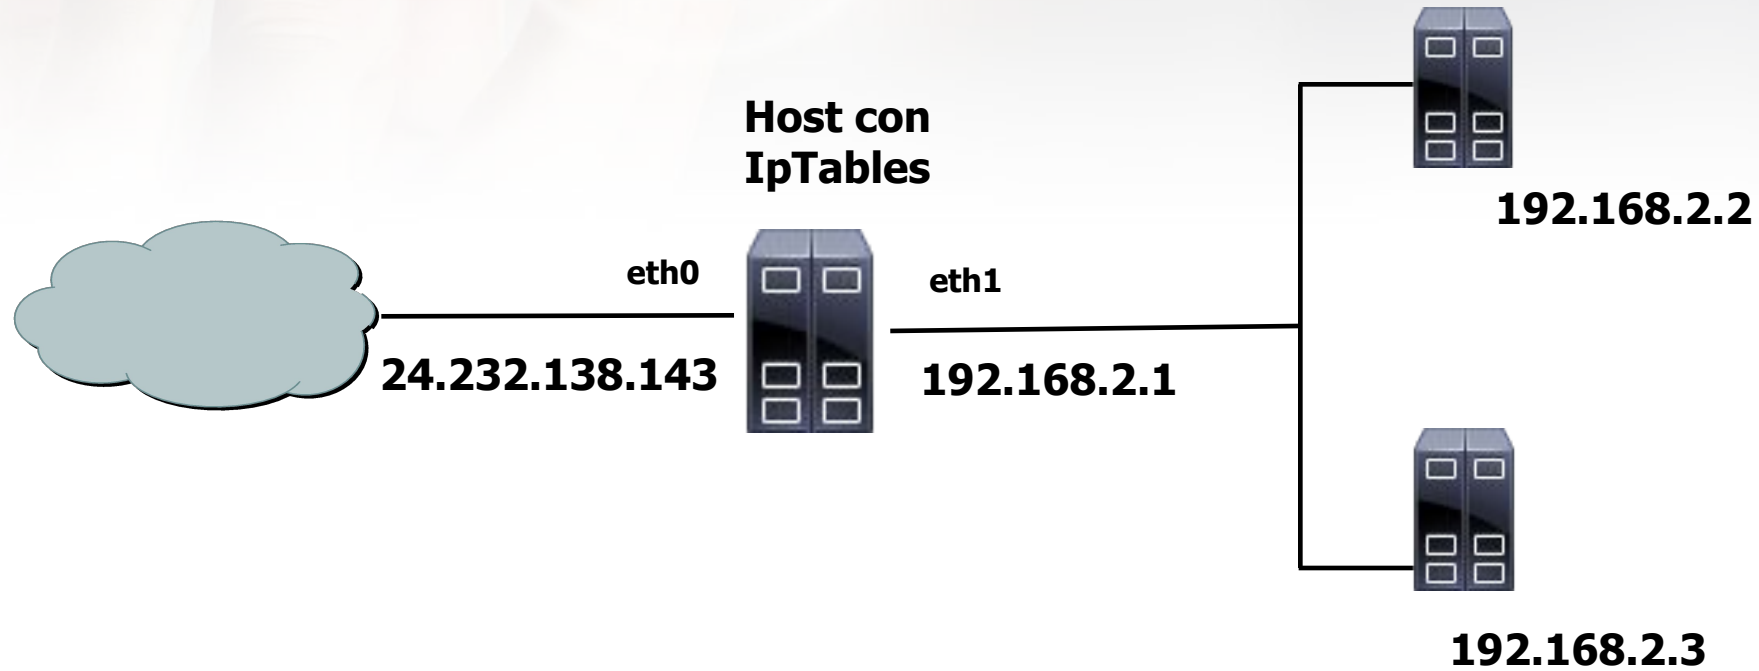 Host con
IpTables
192.168.2.2
eth0
eth1
24.232.138.143
192.168.2.1
192.168.2.3